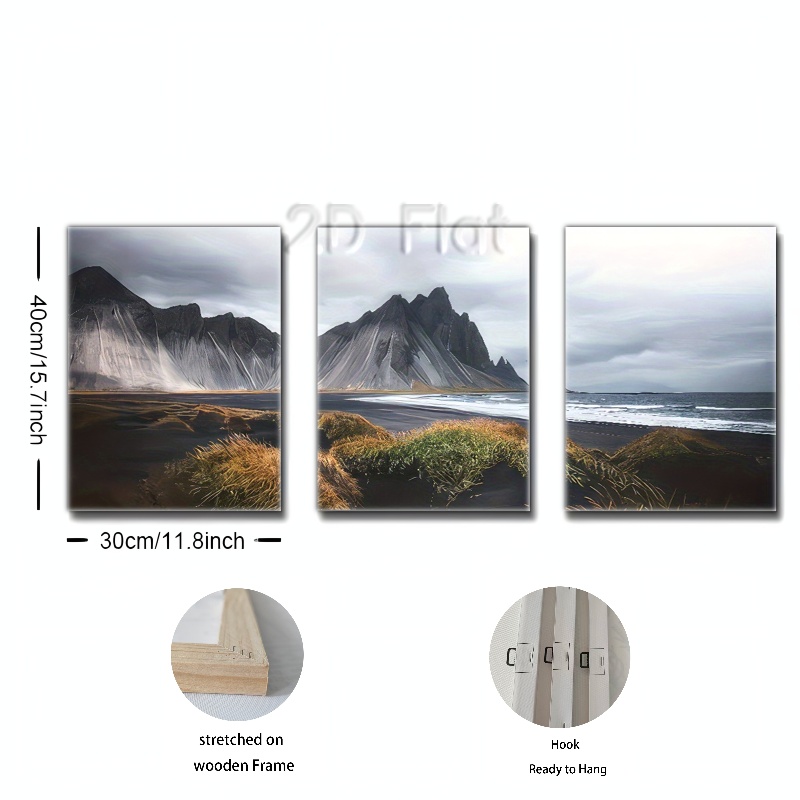 2D Flat
40cm/15.7inch
30cm/11.8inch
stretched on
wooden Frame
Hook
Ready to Hang